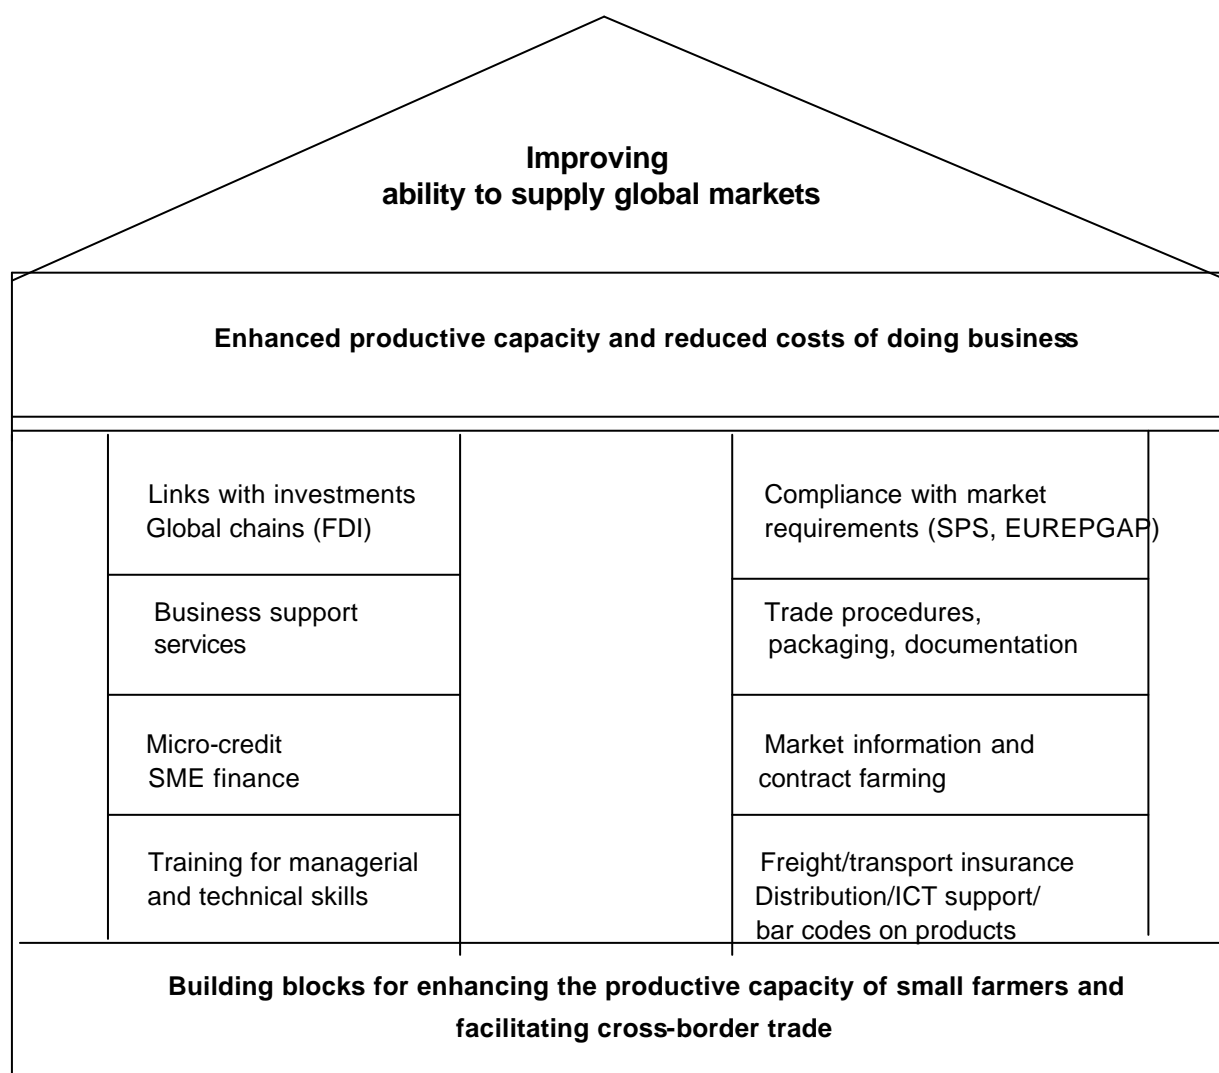 Improving
ability to supply global markets
Enhanced productive capacity and reduced costs of doing business
Links with investments
Global chains (FDI)
Business support
services
Micro-credit
SME finance
Training for managerial
and technical skills
Compliance with market
requirements (SPS, EUREPGAP)
Trade procedures,
packaging, documentation
Market information and
contract farming
Freight/transport insurance
Distribution/ICT support/
bar codes on products
Building blocks for enhancing the productive capacity of small farmers and
facilitating cross-border trade